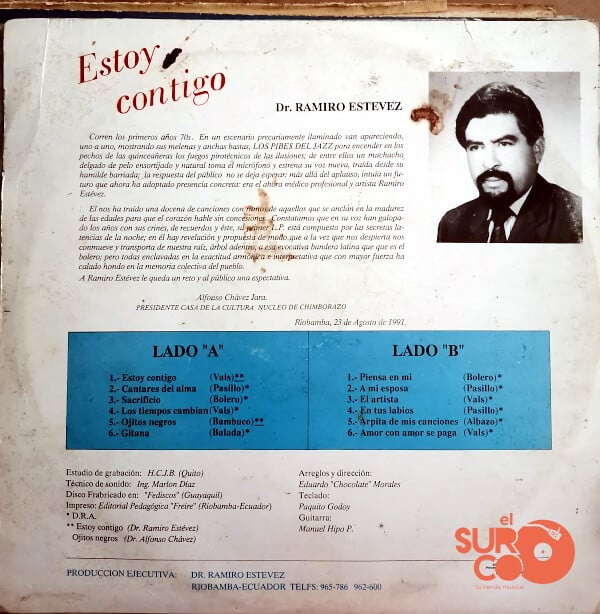 Estoy
contigo
Dr. RAMIRO ESTEVEZ
Corren los primeros años 70s. En un escenario precariamente iluminado van apareciendo,
uno a uno, mostrando sus melenas y anchas bastas, LOS PIBES DEL JAZZ para encender en los
pechos de las quinceañeras los fuegos pirotécnicos de las ilusiones; de entre ellas un muchacho
delgado de pelo ensortijado y natural toma el micrófono y estrena su voz nueva, traída desde su
humilde barriada; la respuesta del público no se deja esperar: más allá del aplauso; intuía un fu-
turo que ahora ha adoptado presencia concreta: era el ahora médico profesional y artista Ramiro
Estévez.
El nos ha traído una docena de canciones con ritmos de aquellos que se anclan en la madurez
de las edades para que el corazón hable sin concesiones. Constatamos que en su voz han galopa-
do los años con sus crines, de recuerdos y éste, su primer L.P. está compuesto por las secretas la-
tencias de la noche; en él hay revelación y propuesta de modo que a la vez que nos despierta nos
conmueve y transporta de nuestra raíz, árbol adentro, a esa evocativa bandera latina que que es el
bolero; pero todas enclavadas en la exactitud armónica e interpretativa que con mayor fuerza ha
calado hondo en la memoria colectiva del pueblo.
A Ramiro Estévez le queda un reto y al público una espectativa.
Alfonso Chávez Jara.
PRESIDENTE CASA DE LA CULTURA NUCLEO DE CHIMBORAZO
Riobamba, 23 de Agosto de 1991.
LADO "A"
1.- Estoy contigo (Vals)**
2.- Cantares del alma (Pasillo)*
3.- Sacrificio (Bolero)*
4.- Los tiempos cambian (Vals)*
5.- Ojitos negros (Bambuco)**
6.- Gitana (Balada)*
LADO "B"
1.- Piensa en mi (Bolero)*
2.- A mi esposa (Pasillo)*
3.- El artista (Vals)*
4.- En tus labios (Pasillo)*
5.- Arpita de mis canciones (Albazo)*
6.- Amor con amor se paga (Vals)*
Estudio de grabación: H.C.J.B. (Quito)
Técnico de sonido: Ing. Marlon Díaz
Disco Frabricado en: "Fediscos" (Guayaquil)
Impreso: Editorial Pedagógica "Freire" (Riobamba-Ecuador)
* D.R.A.
** Estoy contigo (Dr. Ramiro Estévez)
Ojitos negros (Dr. Alfonso Chávez)
Arreglos y dirección:
Eduardo "Chocolate" Morales
Teclado:
Paquito Godoy
Guitarra:
Manuel Hipo P.
PRODUCCION EJECUTIVA: DR. RAMIRO ESTEVEZ
RIOBAMBA-ECUADOR TELFS: 965-786 962-600
el
SURCO
la tienda musical